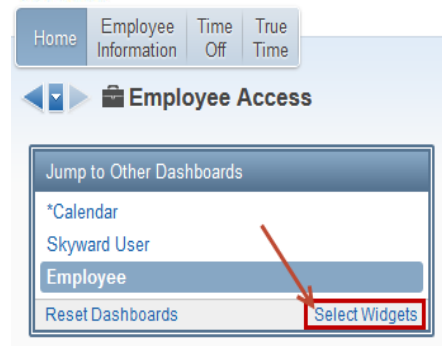 Home Employee Information Time Off True Time
Employee Access
Jump to Other Dashboards
*Calendar
Skyward User
Employee
Reset Dashboards Select Widgets